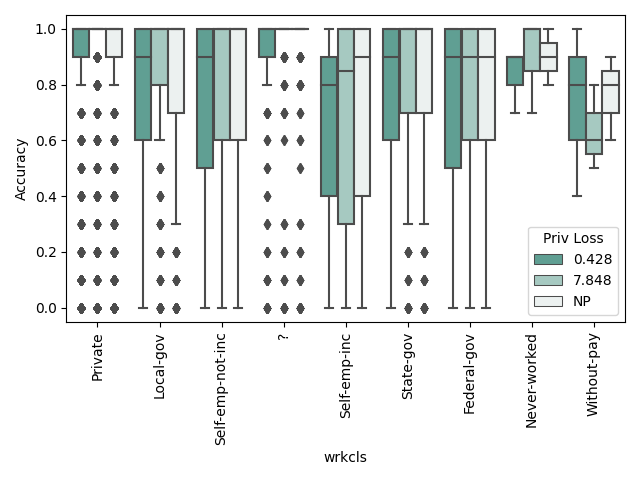 1.0
0.8
0.6
0.4
0.2
0.0
Accuracy
Priv Loss
0.428
7.848
NP
Private
Local-gov
Self-emp-not-inc
?
Self-emp-inc
State-gov
Federal-gov
Never-worked
Without-pay
wrkcls